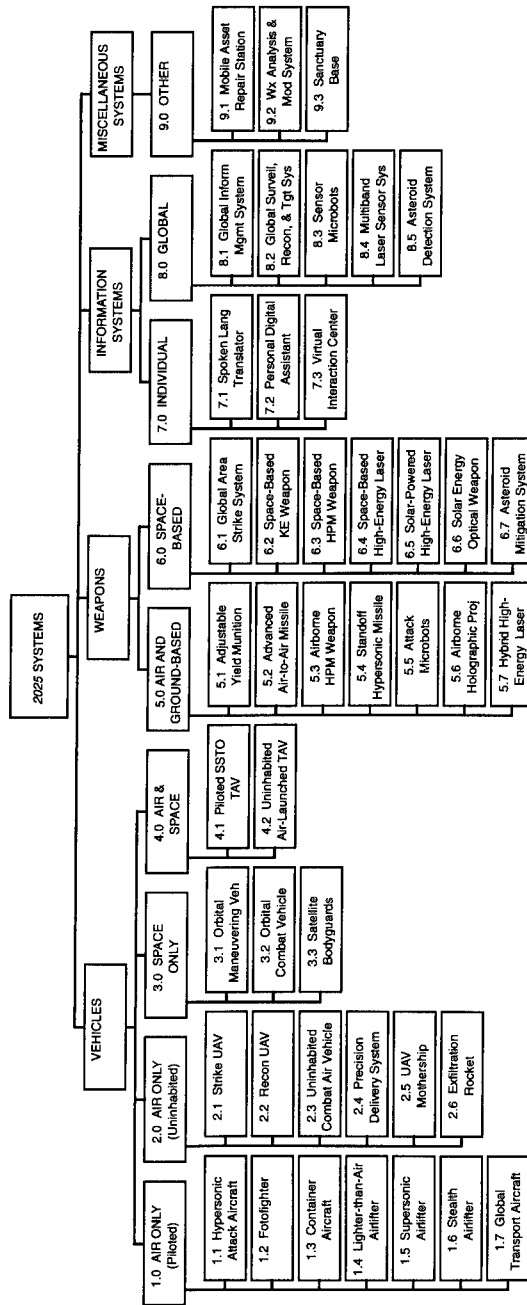 2025 SYSTEMS
VEHICLES
WEAPONS
INFORMATION
SYSTEMS
MISCELLANEOUS
SYSTEMS
1.0 AIR ONLY
(Piloted)
1.1 Hypersonic
Attack Aircraft
1.2 Fotofighter
1.3 Container
Aircraft
1.4 Lighter-than-Air
Airlifter
1.5 Supersonic
Airlifter
1.6 Stealth
Airlifter
1.7 Global
Transport Aircraft
2.0 AIR ONLY
(Uninhabited)
2.1 Strike UAV
2.2 Recon UAV
2.3 Uninhabited
Combat Air Vehicle
2.4 Precision
Delivery System
2.5 UAV
Mothership
2.6 Exfiltration
Rocket
3.0 SPACE
ONLY
3.1 Orbital
Maneuvering Veh
3.2 Orbital
Combat Vehicle
3.3 Satellite
Bodyguards
4.0 AIR &
SPACE
4.1 Piloted SSTO
TAV
4.2 Uninhabited
Air-Launched TAV
5.0 AIR AND
GROUND-BASED
5.1 Adjustable
Yield Munition
5.2 Advanced
Air-to-Air Missile
5.3 Airborne
HPM Weapon
5.4 Standoff
Hypersonic Missile
5.5 Attack
Microbots
5.6 Airborne
Holographic Proj
5.7 Hybrid High-
Energy Laser
6.0 SPACE-
BASED
6.1 Global Area
Strike System
6.2 Space-Based
KE Weapon
6.3 Space-Based
HPM Weapon
6.4 Space-Based
High-Energy Laser
6.5 Solar-Powered
High-Energy Laser
6.6 Solar Energy
Optical Weapon
6.7 Asteroid
Mitigation System
7.0 INDIVIDUAL
7.1 Spoken Lang
Translator
7.2 Personal Digital
Assistant
7.3 Virtual
Interaction Center
8.0 GLOBAL
8.1 Global Inform
Mgmt System
8.2 Global Surveil,
Recon, & Tgt Sys
8.3 Sensor
Microbots
8.4 Multiband
Laser Sensor Sys
8.5 Asteroid
Detection System
9.0 OTHER
9.1 Mobile Asset
Repair Station
9.2 Wx Analysis &
Mod System
9.3 Sanctuary
Base